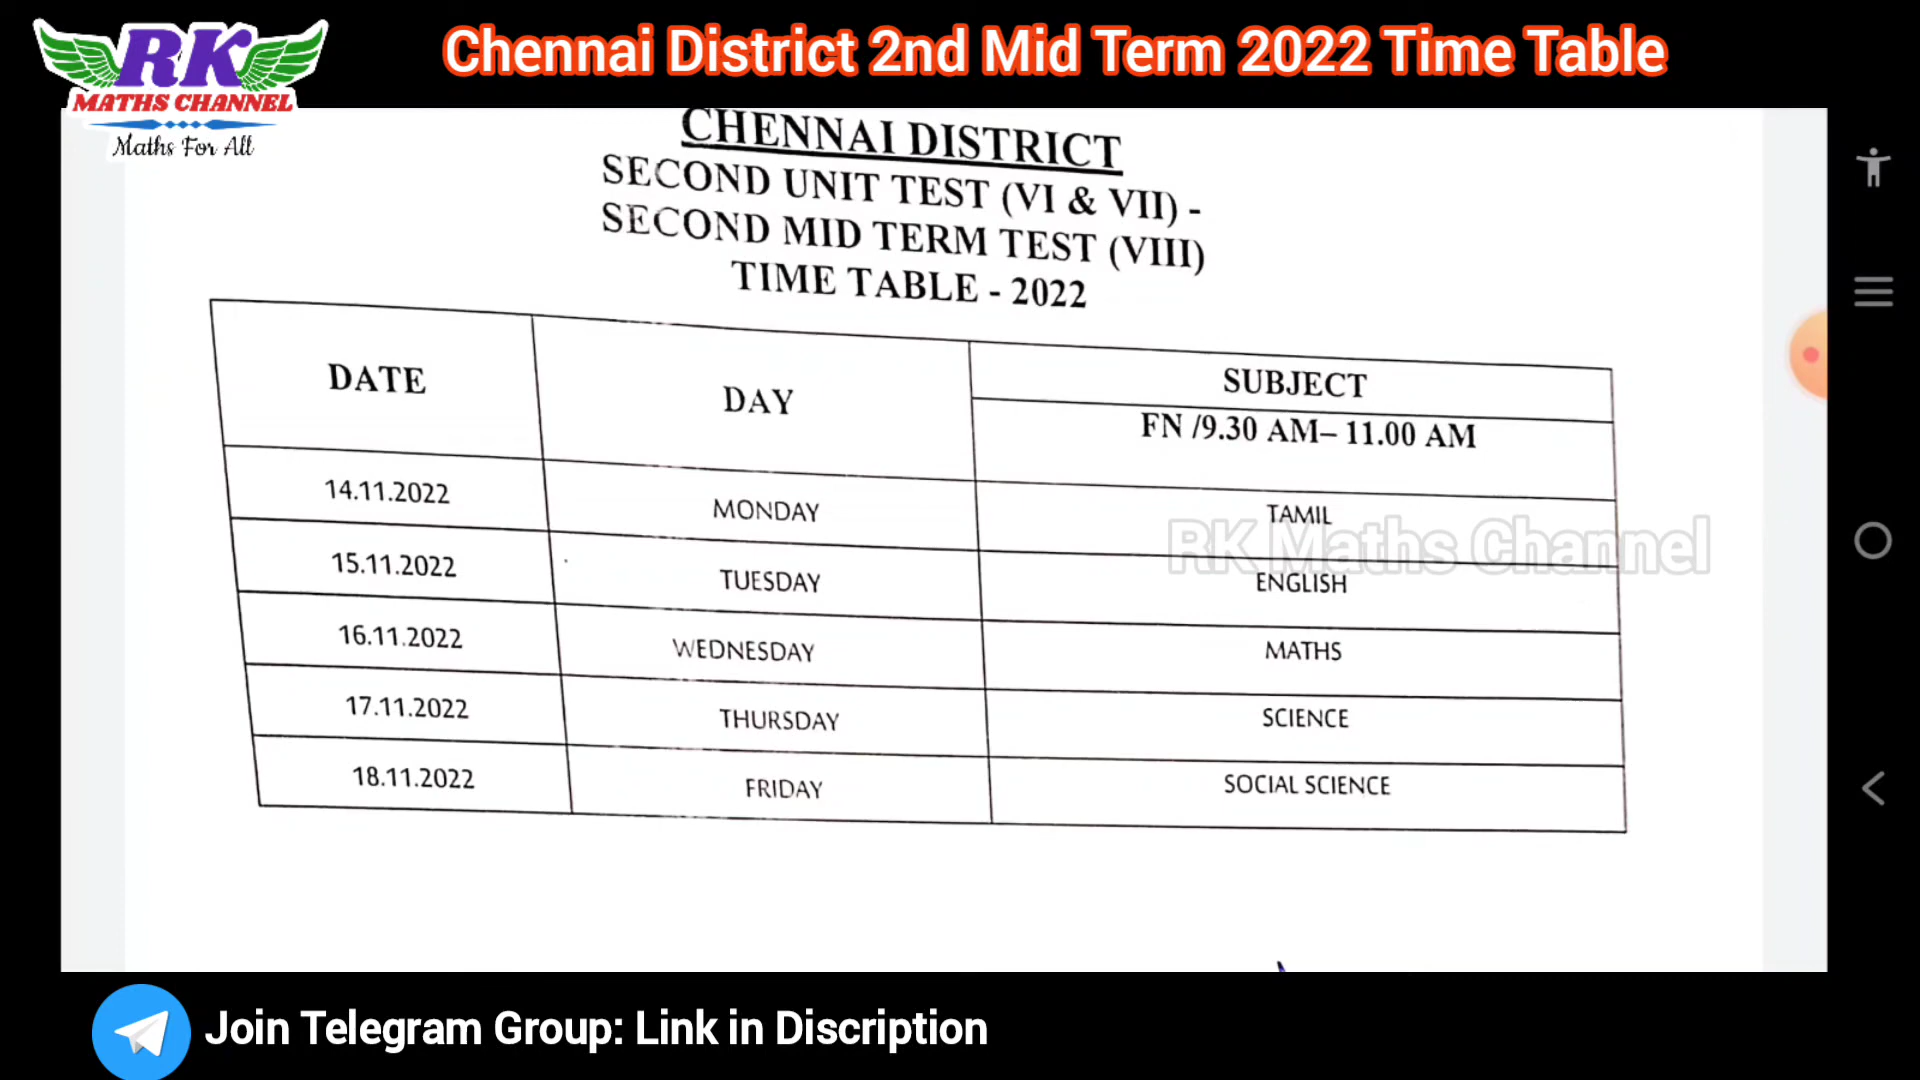 RK
MATHS CHANNEL
Maths For All
Chennai District 2nd Mid Term 2022 Time Table
CHENNAI DISTRICT
SECOND UNIT TEST (VI & VII) -
SECOND MID TERM TEST (VIII)
TIME TABLE - 2022
DATE DAY SUBJECT
FN /9.30 AM– 11.00 AM
14.11.2022 MONDAY TAMIL
RK Maths Channel
15.11.2022 TUESDAY ENGLISH
16.11.2022 WEDNESDAY MATHS
17.11.2022 THURSDAY SCIENCE
18.11.2022 FRIDAY SOCIAL SCIENCE
Join Telegram Group: Link in Discription